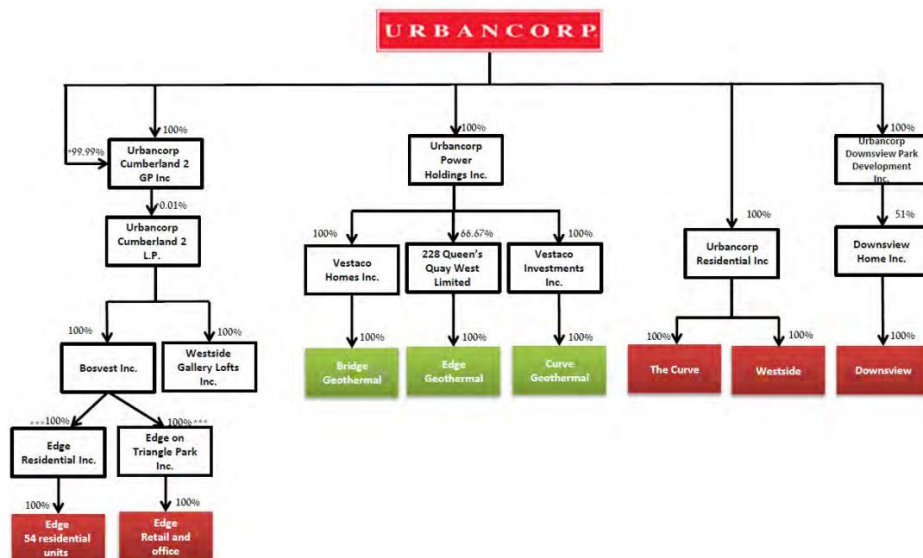 URBANCORP
100%
*99.99%
Urbancorp
Cumberland 2
GP Inc
*0.01%
Urbancorp
Cumberland 2
L.P.
100%
100%
Bosvest Inc.
Westside
Gallery Lofts
Inc.
***100%
100%***
Edge
Residential Inc.
Edge on
Triangle Park
Inc.
100%
100%
Edge
54 residential
units
Edge
Retail and
office
100%
Urbancorp
Power
Holdings Inc.
100%
66.67%
100%
Vestaco
Homes Inc.
228 Queen's
Quay West
Limited
Vestaco
Investments
Inc.
100%
100%
100%
Bridge
Geothermal
Edge
Geothermal
Curve
Geothermal
100%
Urbancorp
Residential Inc
100%
100%
The Curve
Westside
100%
Urbancorp
Downsview Park
Development
Inc.
51%
Downsview
Home Inc.
100%
Downsview